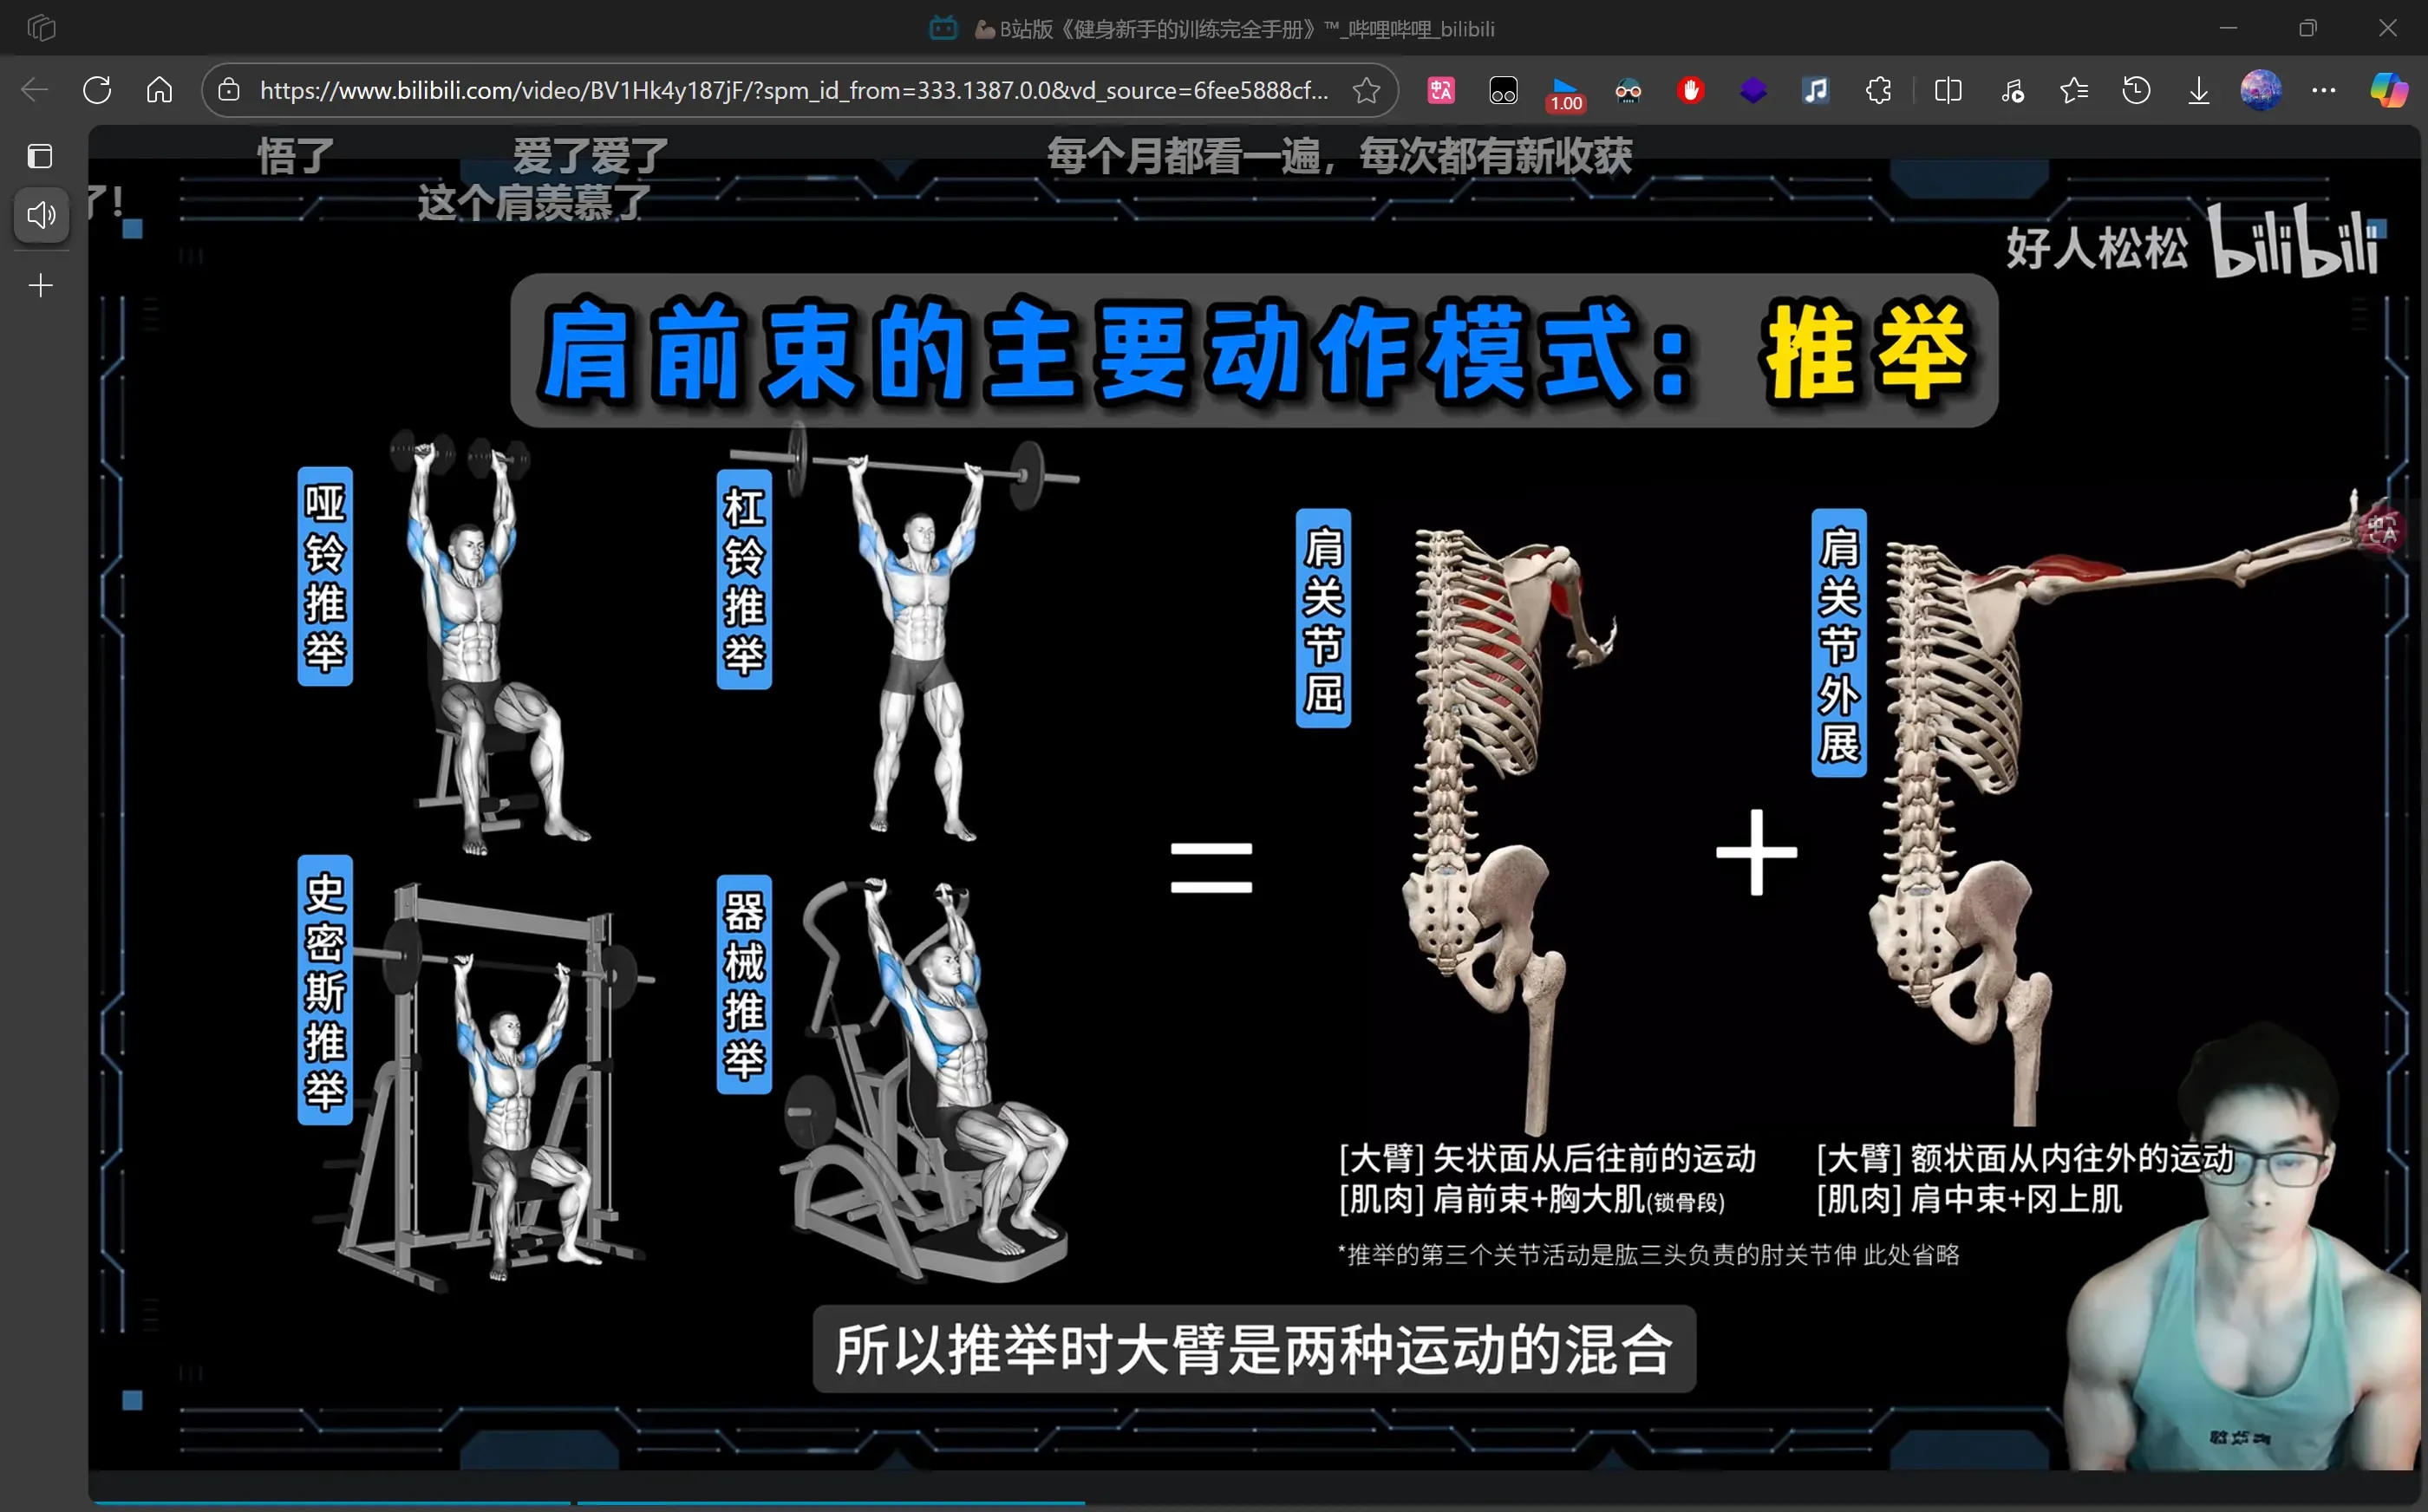 B站版《健身新手的训练完全手册》™_哔哩哔哩_bilibili
https://www.bilibili.com/video/BV1Hk4y187jF/?spm_id_from=333.1387.0.0&vd_source=6fee5888cf...
1.00
悟了
爱了爱了
每个月都看一遍，每次都有新收获
了！
这个肩羡慕了
好人松松 bilibili
肩前束的主要动作模式：推举
哑铃推举
杠铃推举
肩关节屈
肩关节外展
史密斯推举
器械推举
=
+
[大臂] 矢状面从后往前的运动
[肌肉] 肩前束+胸大肌(锁骨段)
[大臂] 额状面从内往外的运动
[肌肉] 肩中束+冈上肌
*推举的第三个关节活动是肱三头负责的肘关节伸 此处省略
所以推举时大臂是两种运动的混合